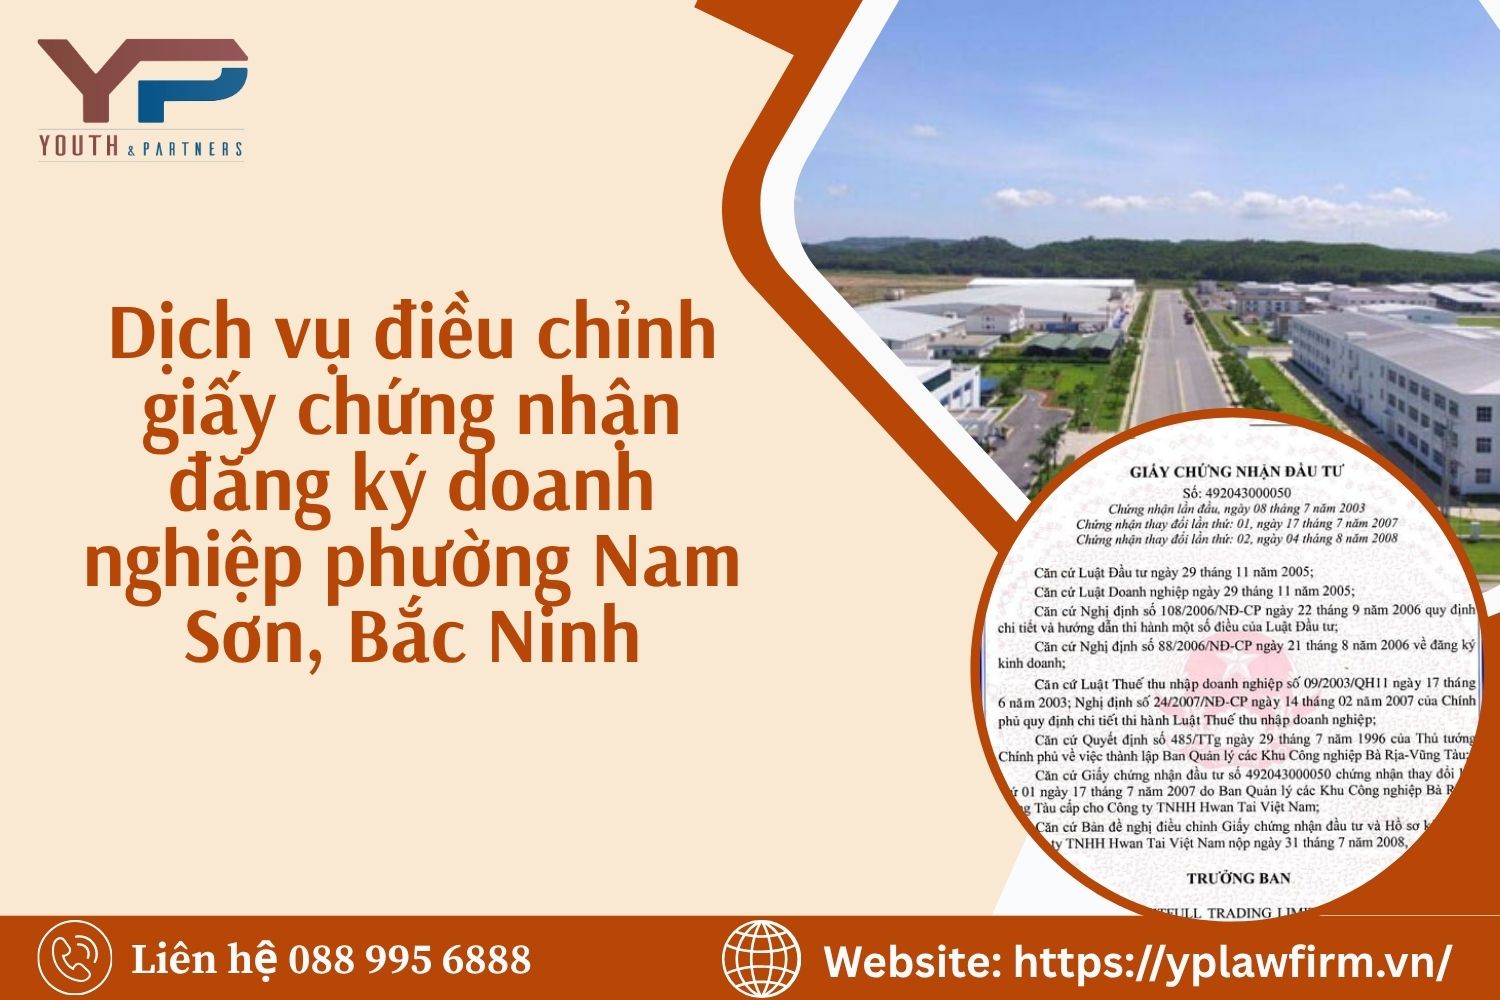 YP
YOUTH & PARTNERS
Dịch vụ điều chỉnh
giấy chứng nhận
đăng ký doanh
nghiệp phường Nam
Sơn, Bắc Ninh
GIẤY CHỨNG NHẬN ĐẦU TƯ
Số: 492043000050
Chứng nhận lần đầu, ngày 08 tháng 7 năm 2003
Chứng nhận thay đổi lần thứ: 01, ngày 17 tháng 7 năm 2007
Chứng nhận thay đổi lần thứ: 02, ngày 04 tháng 8 năm 2008
Căn cứ Luật Đầu tư ngày 29 tháng 11 năm 2005;
Căn cứ Luật Doanh nghiệp ngày 29 tháng 11 năm 2005;
Căn cứ Nghị định số 108/2006/NĐ-CP ngày 22 tháng 9 năm 2006 quy định
chi tiết và hướng dẫn thi hành một số điều của Luật Đầu tư;
Căn cứ Nghị định số 88/2006/NĐ-CP ngày 21 tháng 8 năm 2006 về đăng ký
kinh doanh;
Căn cứ Luật Thuế thu nhập doanh nghiệp số 09/2003/QH11 ngày 17 tháng
6 năm 2003; Nghị định số 24/2007/NĐ-CP ngày 14 tháng 02 năm 2007 của Chính
phủ quy định chi tiết thi hành Luật Thuế thu nhập doanh nghiệp;
Căn cứ Quyết định số 485/TTg ngày 29 tháng 7 năm 1996 của Thủ tướng
Chính phủ về việc thành lập Ban Quản lý các Khu Công nghiệp Bà Rịa-Vũng Tàu;
Căn cứ Giấy chứng nhận đầu tư số 492043000050 chứng nhận thay đổi
01 ngày 17 tháng 7 năm 2007 do Ban Quản lý các Khu Công nghiệp Bà
Tàu cấp cho Công ty TNHH Hwan Tai Việt Nam;
Căn cứ Bản đề nghị điều chỉnh Giấy chứng nhận đầu tư và Hồ sơ
ty TNHH Hwan Tai Việt Nam nộp ngày 31 tháng 7 năm 2008,
TRƯỞNG BAN
TRADING
Liên hệ 088 995 6888
Website: https://yplawfirm.vn/